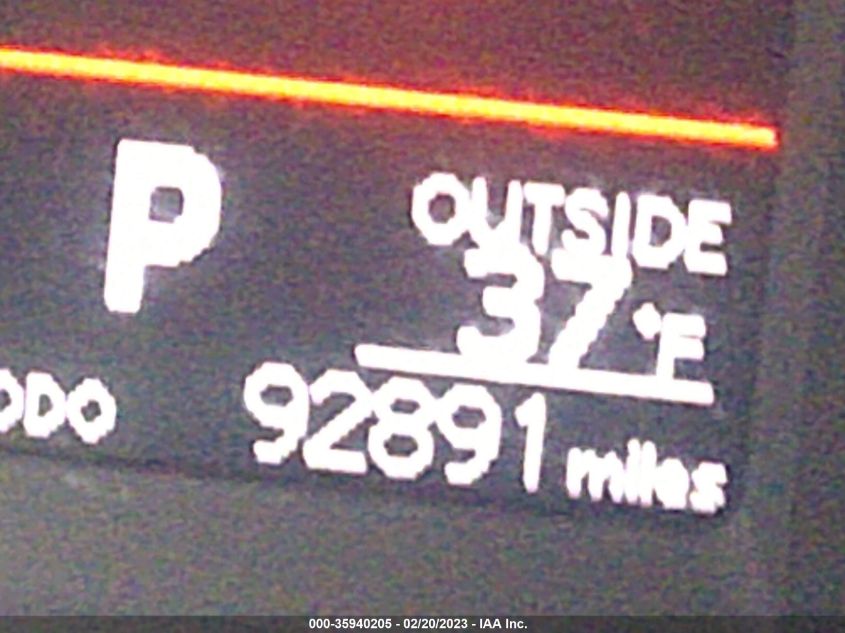 P
OUTSIDE
37°F
ODO 92891 miles
000-35940205 - 02/20/2023 - IAA Inc.